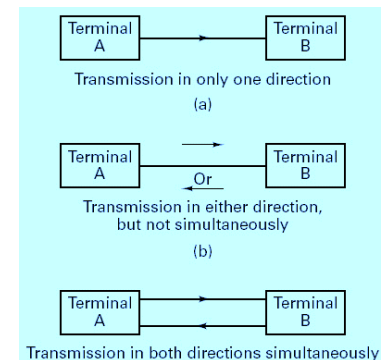 Terminal A
Terminal B
Transmission in only one direction
(a)
Terminal A
Terminal B
Or
Transmission in either direction,
but not simultaneously
(b)
Terminal A
Terminal B
Transmission in both directions simultaneously